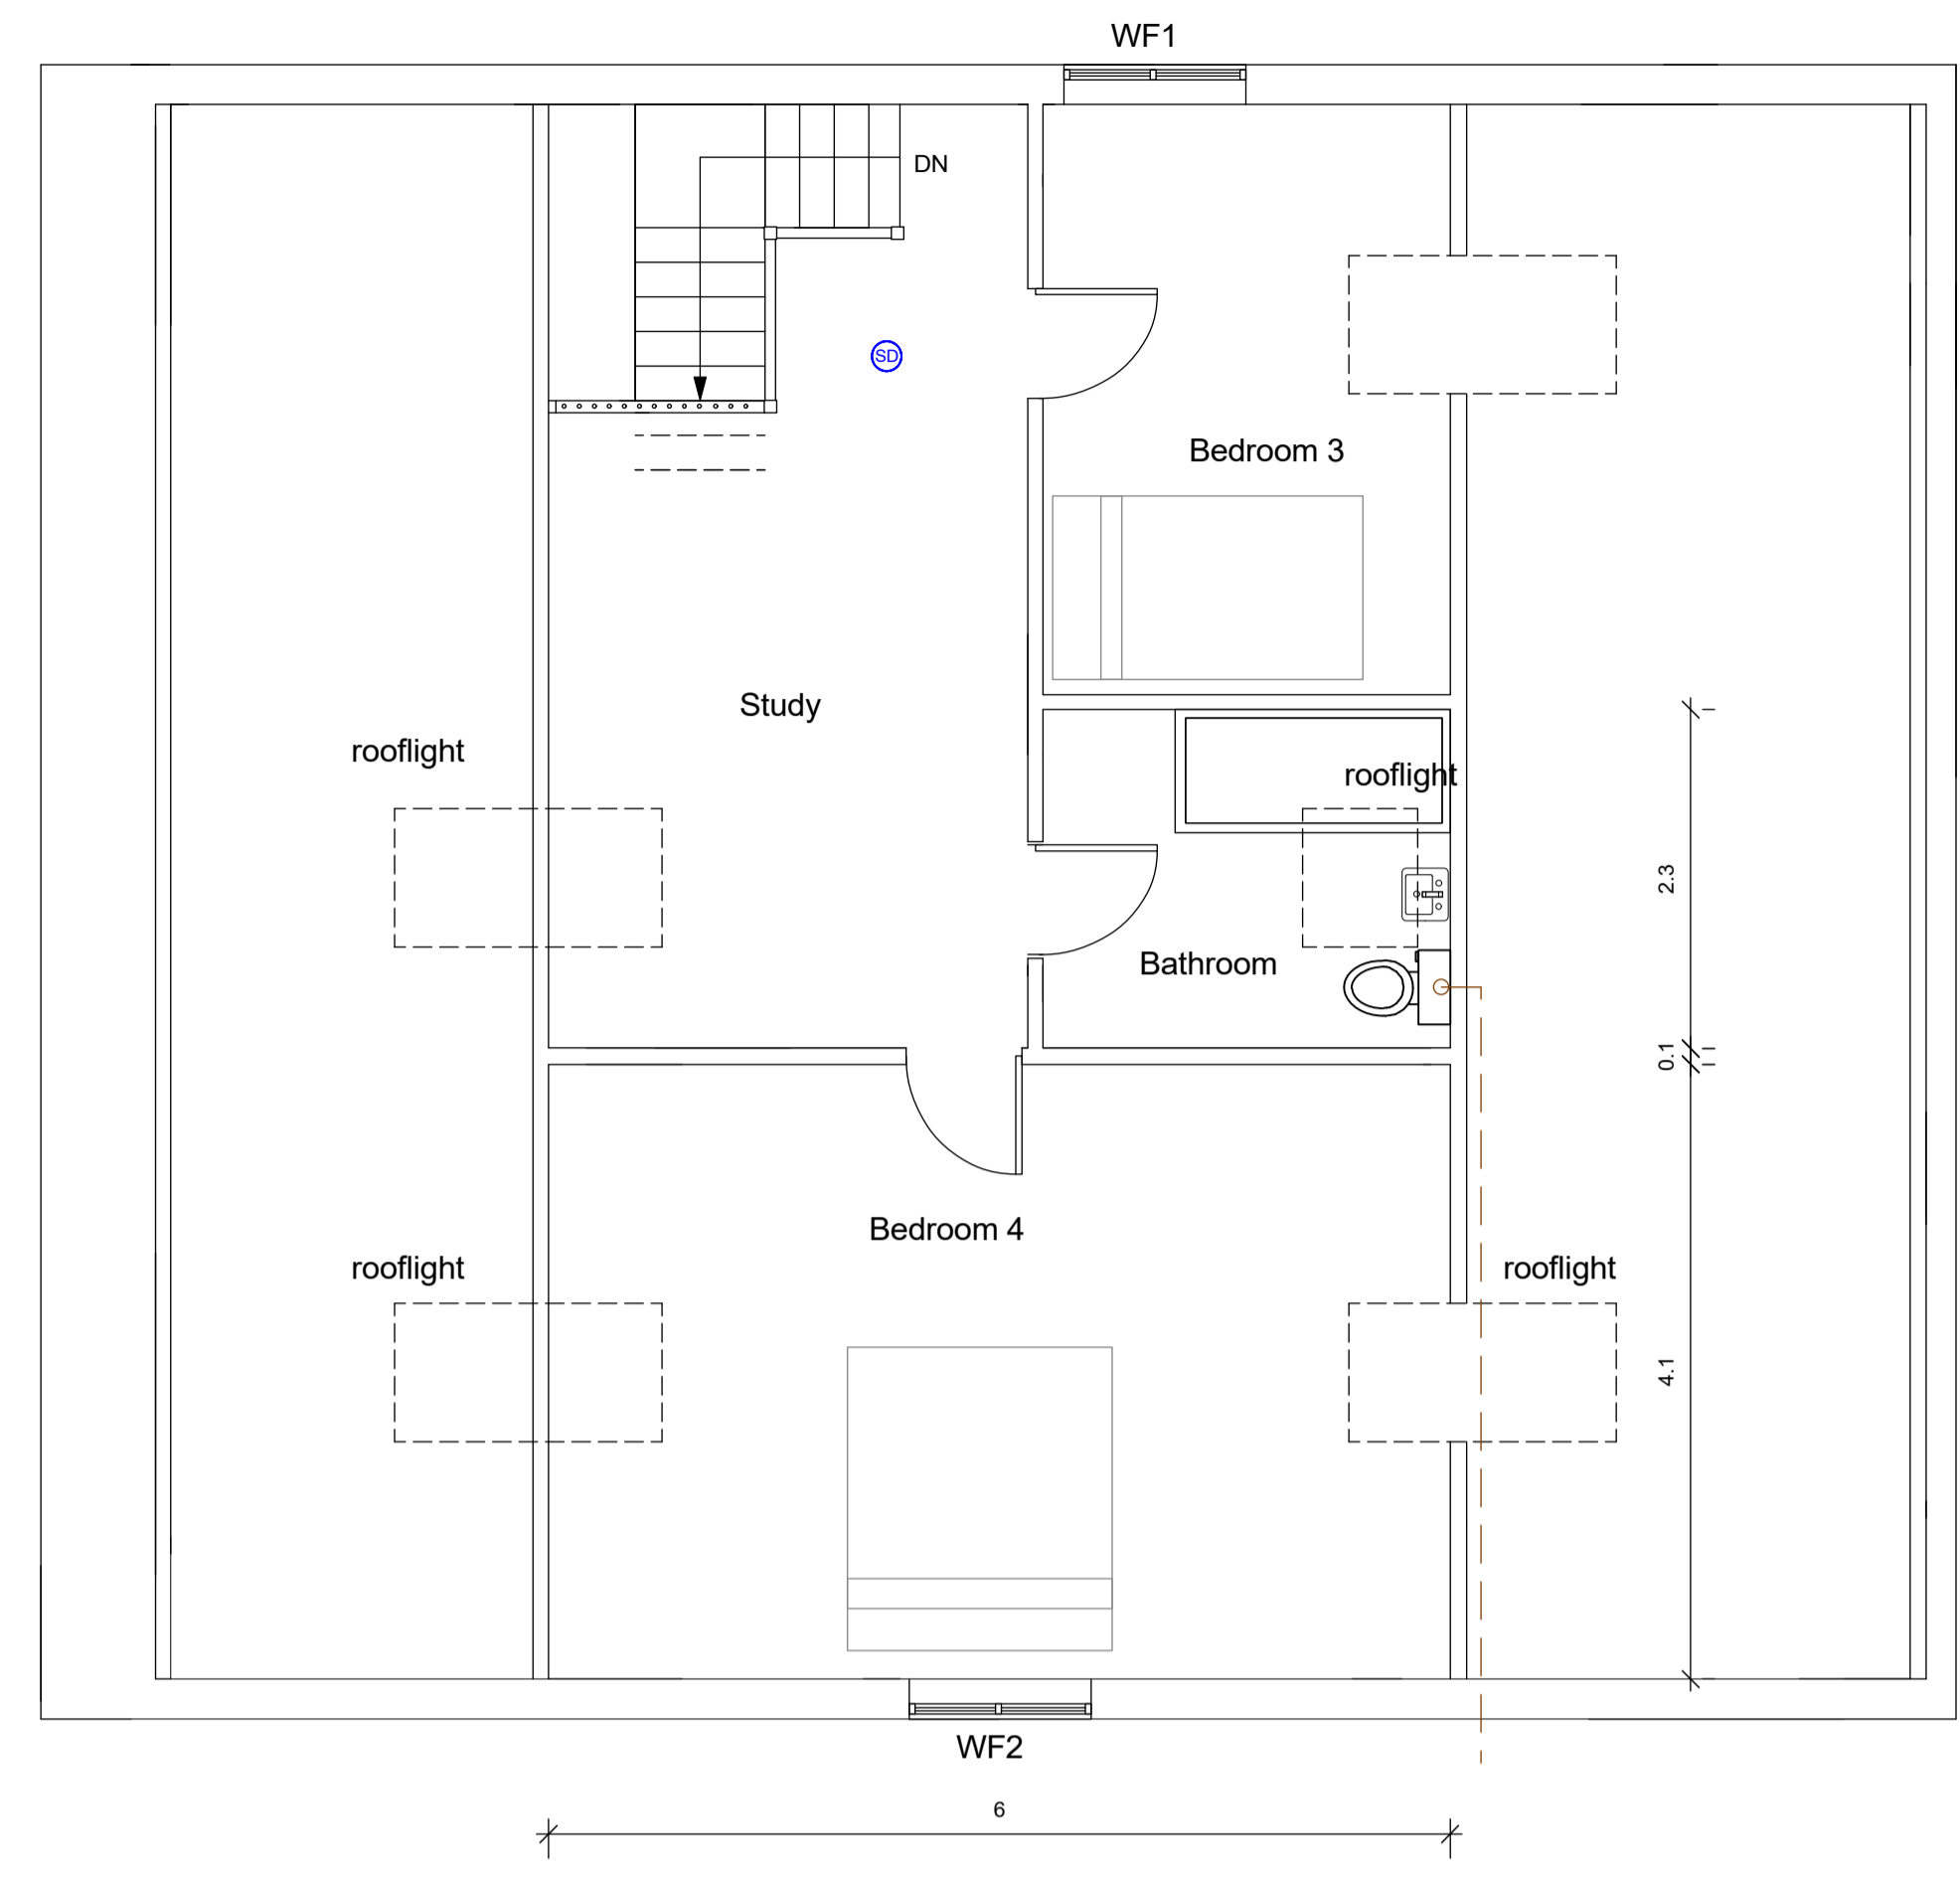 WF1
DN
SD
Bedroom 3
Study
rooflight
rooflight
2.3
Bathroom
0.1
Bedroom 4
rooflight
rooflight
4.1
WF2
6